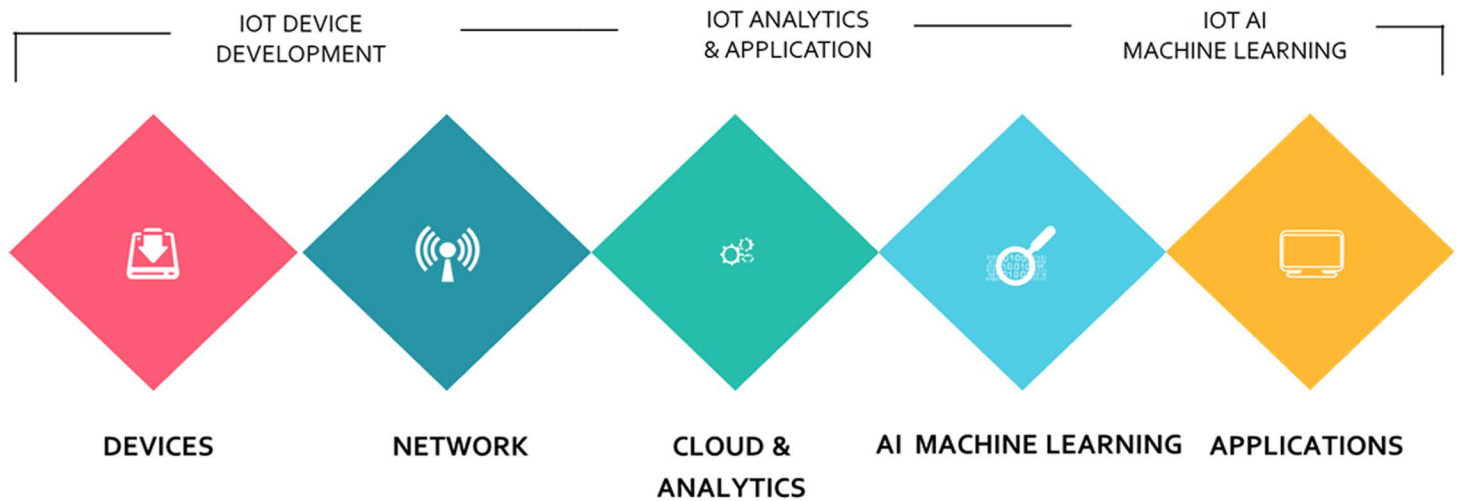 IOT DEVICE
DEVELOPMENT
IOT ANALYTICS
& APPLICATION
IOT AI
MACHINE LEARNING
DEVICES
NETWORK
CLOUD &
ANALYTICS
AI MACHINE LEARNING
APPLICATIONS